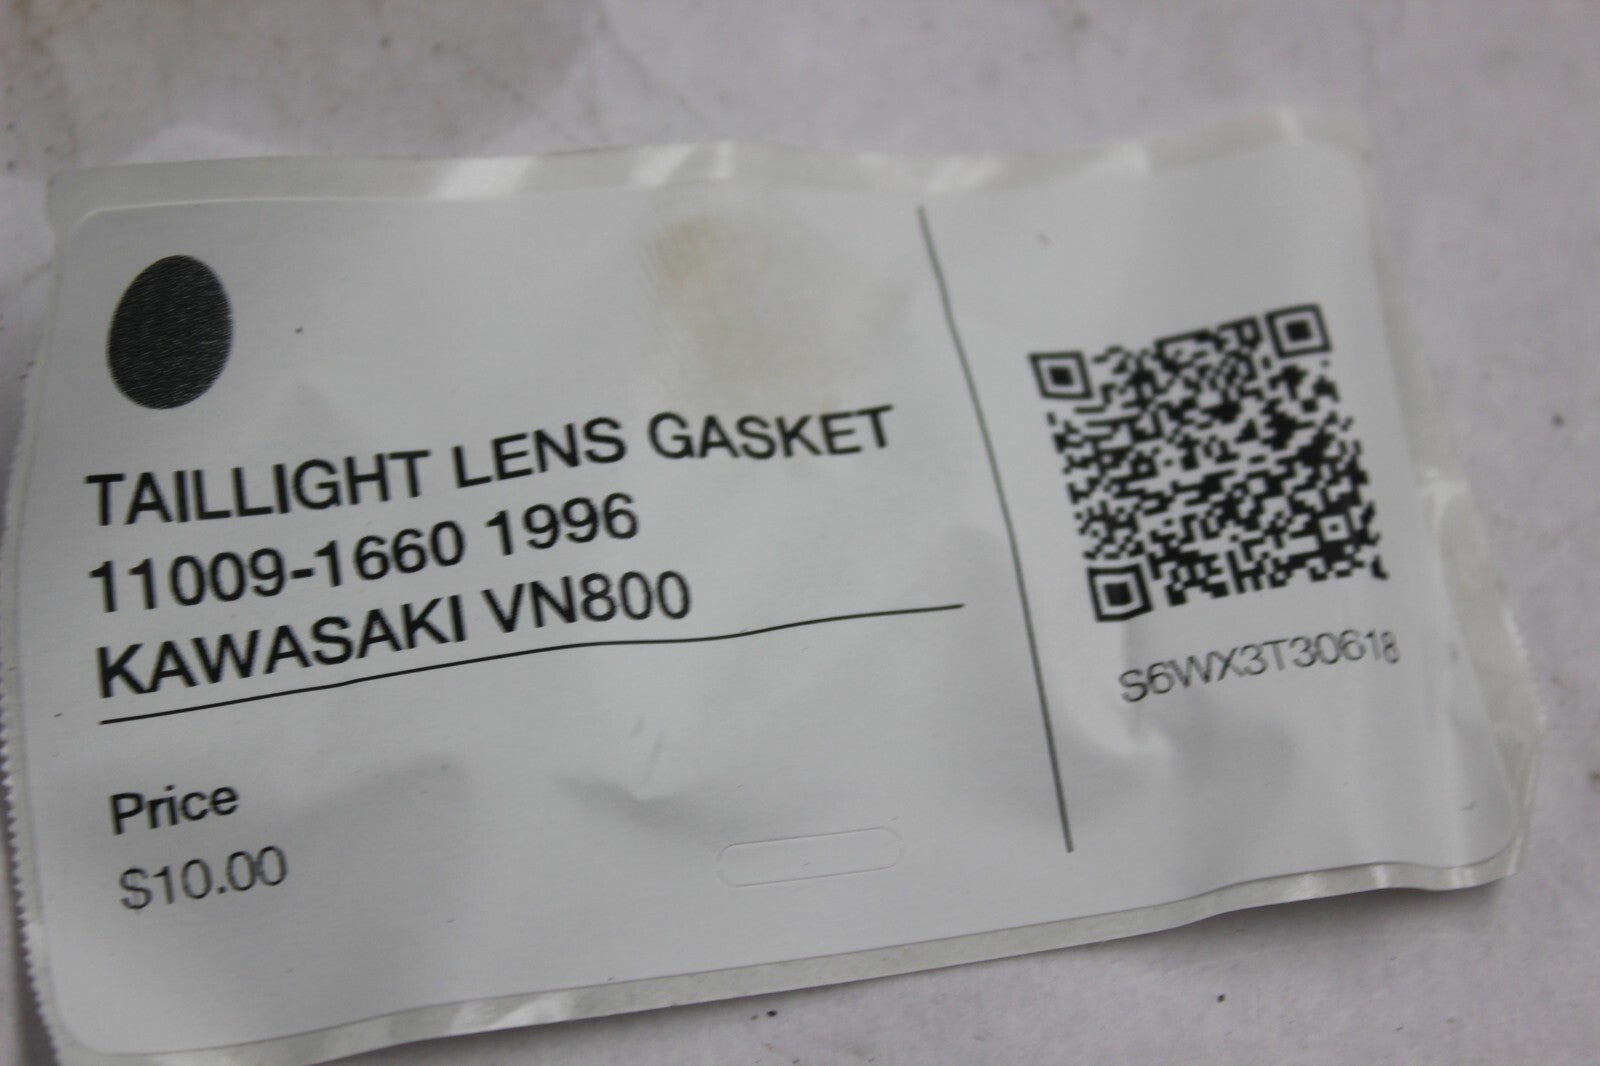 TAILLIGHT LENS GASKET
11009-1660 1996
KAWASAKI VN800
Price
$10.00
S6WX3T30618